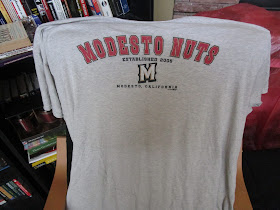 MODESTO NUTS
ESTABLISHED 2005
M
MODESTO, CALIFORNIA